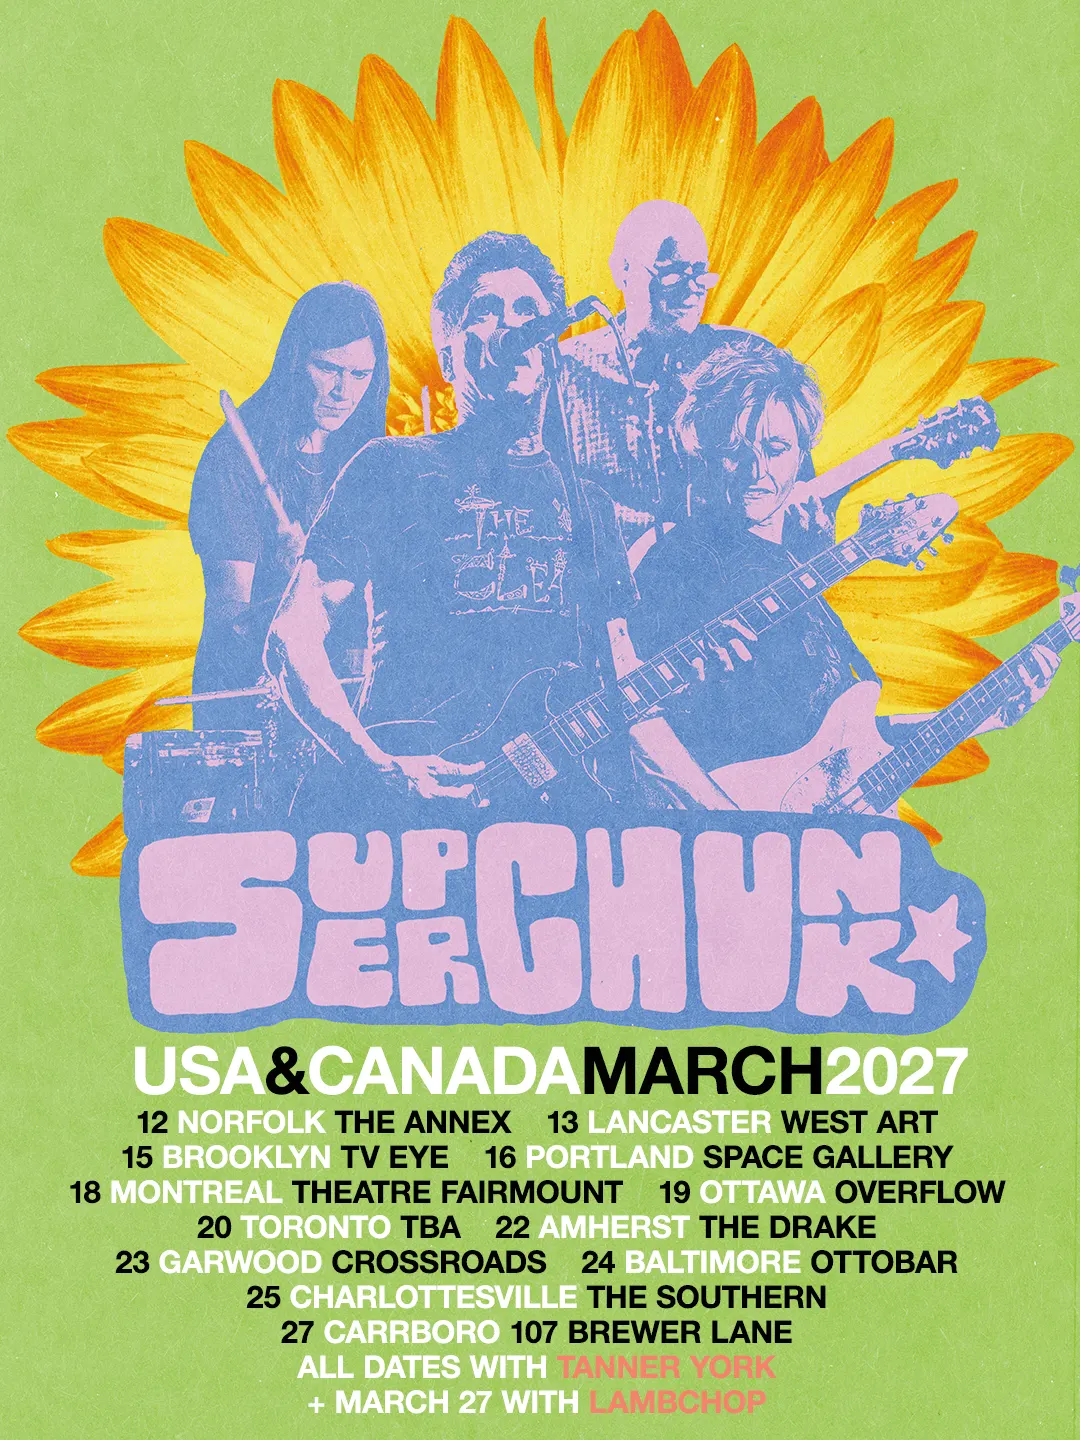 THE
CLE
SUPERCHUNK
USA&CANADAMARCH2027
12 NORFOLK THE ANNEX 13 LANCASTER WEST ART
15 BROOKLYN TV EYE 16 PORTLAND SPACE GALLERY
18 MONTREAL THEATRE FAIRMOUNT 19 OTTAWA OVERFLOW
20 TORONTO TBA 22 AMHERST THE DRAKE
23 GARWOOD CROSSROADS 24 BALTIMORE OTTOBAR
25 CHARLOTTESVILLE THE SOUTHERN
27 CARRBORO 107 BREWER LANE
ALL DATES WITH TANNER YORK
+ MARCH 27 WITH LAMBCHOP